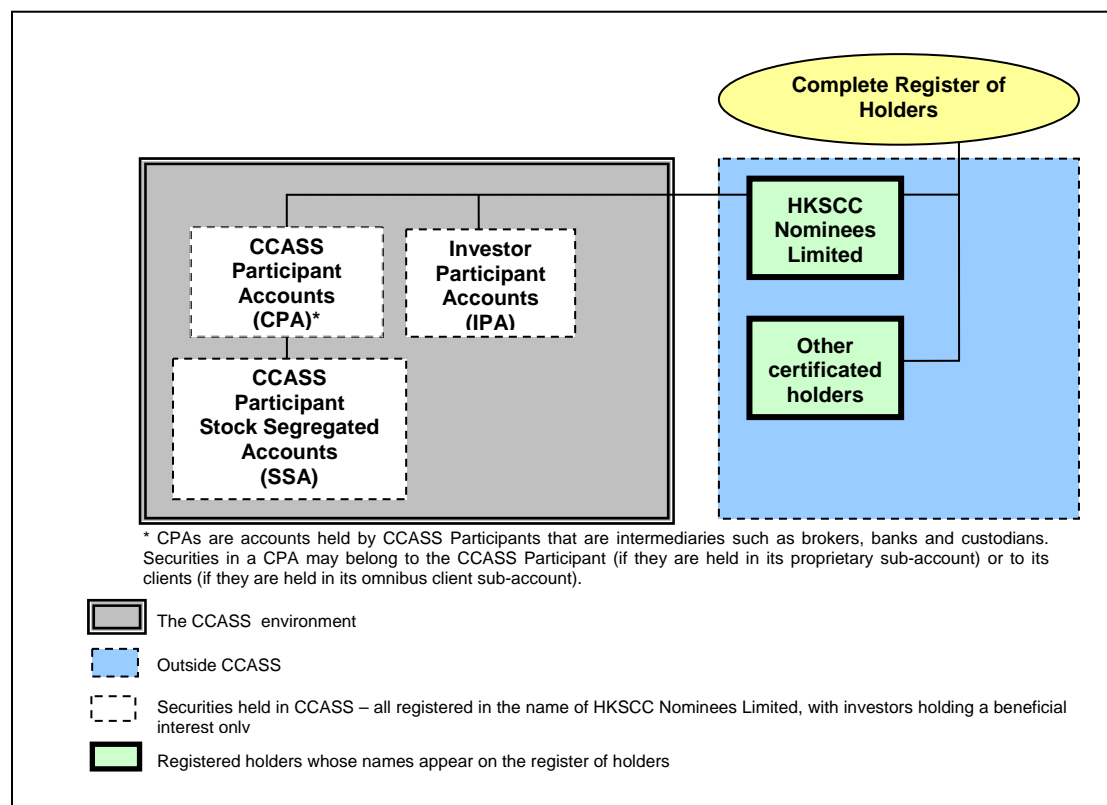 Complete Register of
Holders
HKSCC
Nominees
Limited
CCASS
Participant
Accounts
(CPA)*
Investor
Participant
Accounts
(IPA)
Other
certificated
holders
CCASS
Participant
Stock Segregated
Accounts
(SSA)
* CPAs are accounts held by CCASS Participants that are intermediaries such as brokers, banks and custodians.
Securities in a CPA may belong to the CCASS Participant (if they are held in its proprietary sub-account) or to its
clients (if they are held in its omnibus client sub-account).
The CCASS environment
Outside CCASS
Securities held in CCASS – all registered in the name of HKSCC Nominees Limited, with investors holding a beneficial
interest only
Registered holders whose names appear on the register of holders